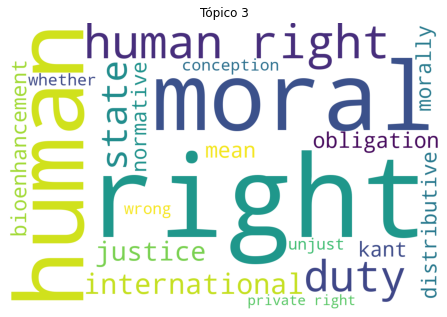 Tópico 3
human right
whether
conception
human
bioenhancement
state
normative
moral
morally
mean
obligation
right
wrong
distributive
justice
unjust
kant
international
duty
private right